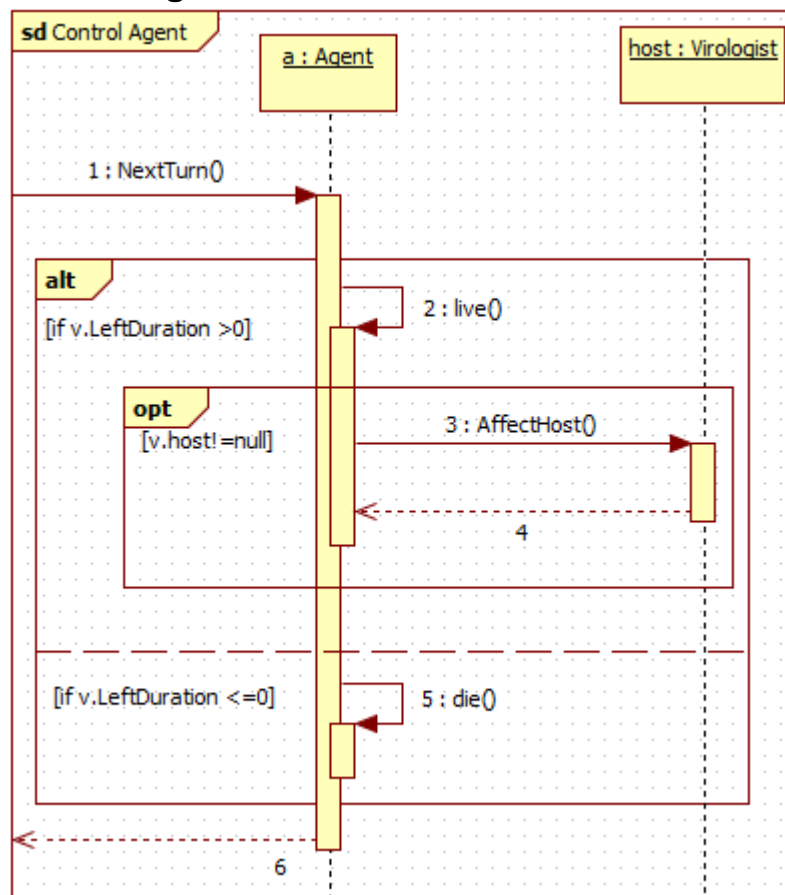 sd Control Agent
a : Agent
host : Virologist
1 : NextTurn()
alt
[if v.LeftDuration >0]
2 : live()
opt
[v.host!=null]
3 : AffectHost()
4
[if v.LeftDuration <=0]
5 : die()
6